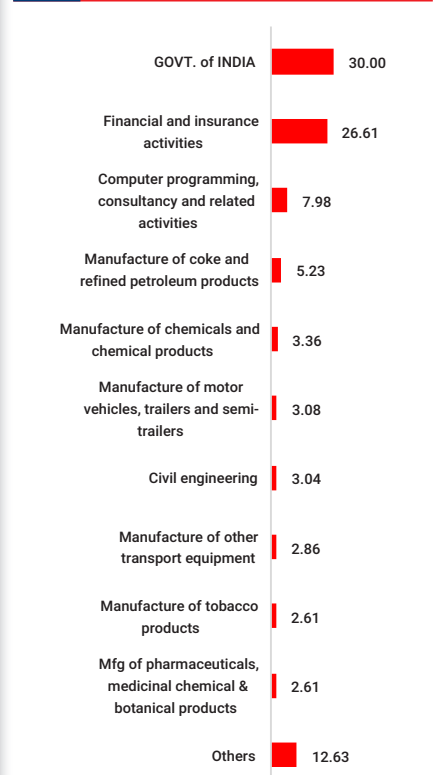 GOVT. of INDIA
30.00
Financial and insurance
activities
26.61
Computer programming,
consultancy and related
activities
7.98
Manufacture of coke and
refined petroleum products
5.23
Manufacture of chemicals and
chemical products
3.36
Manufacture of motor
vehicles, trailers and semi-
trailers
3.08
Civil engineering
3.04
Manufacture of other
transport equipment
2.86
Manufacture of tobacco
products
2.61
Mfg of pharmaceuticals,
medicinal chemical &
botanical products
2.61
Others
12.63